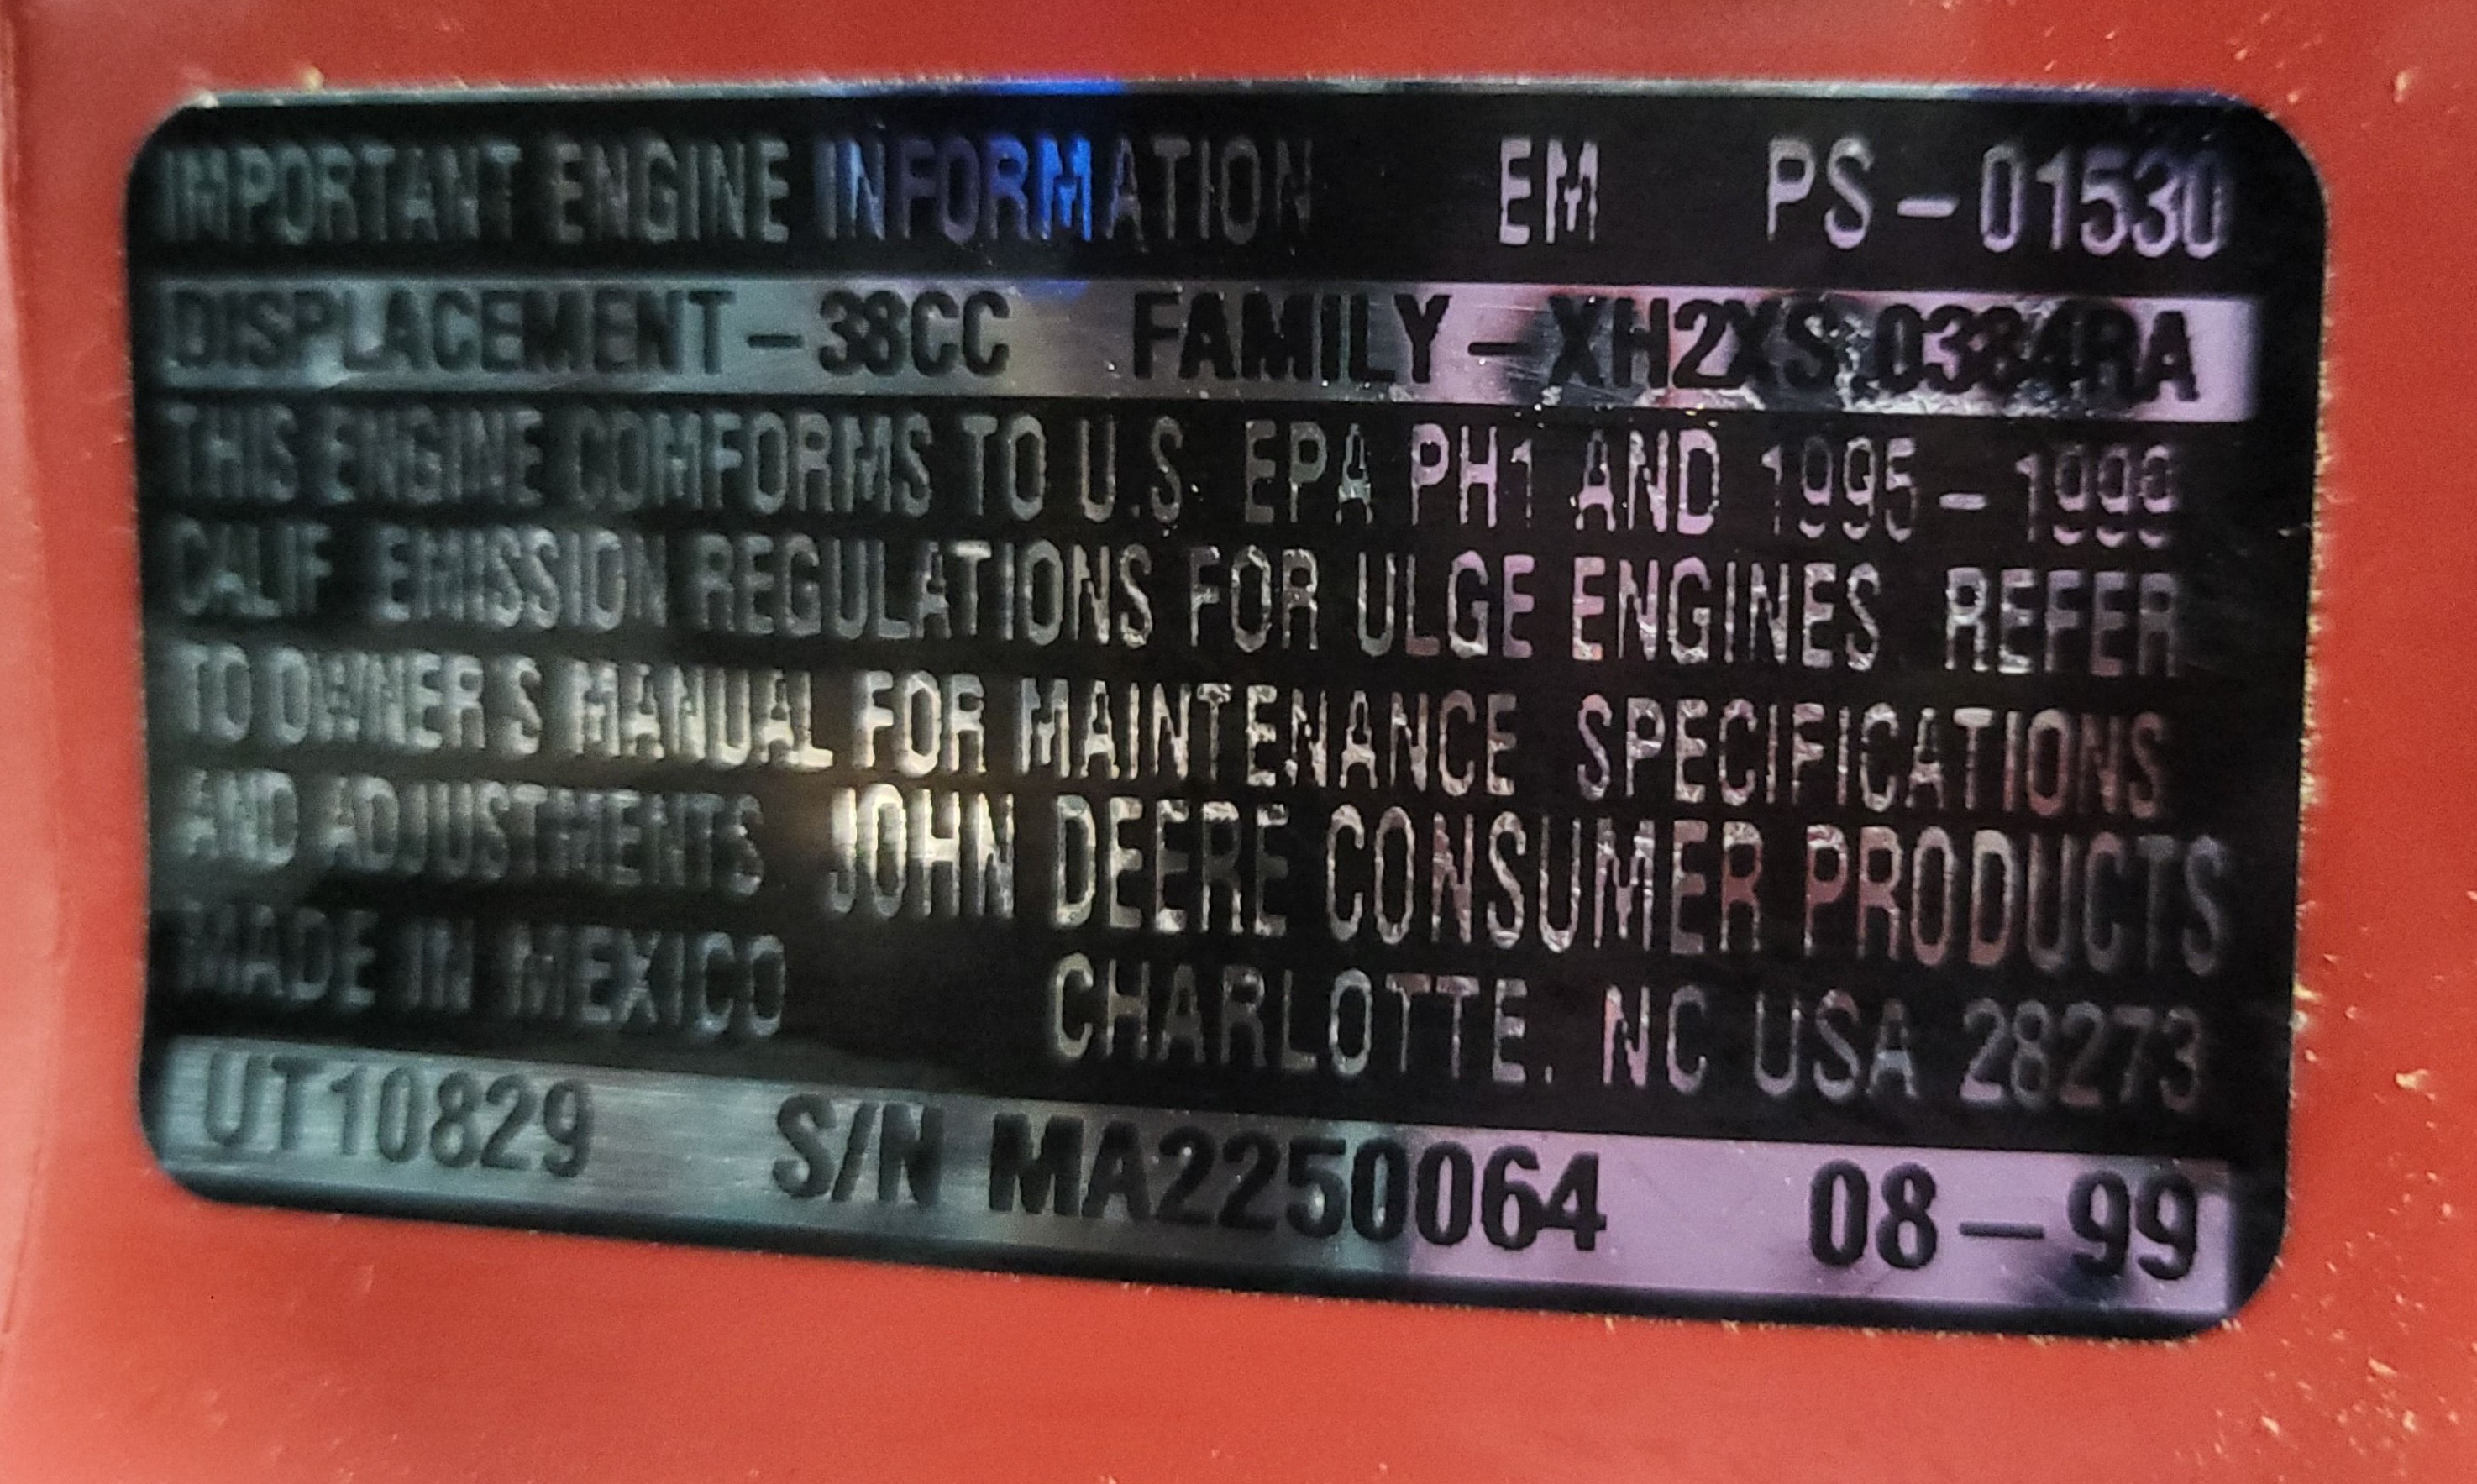 IMPORTANT ENGINE INFORMATION EM PS-01530
DISPLACEMENT-38CC FAMILY-XH2XS.0384RA
THIS ENGINE COMFORMS TO U.S. EPA PH1 AND 1995-1999
CALIF EMISSION REGULATIONS FOR ULGE ENGINES REFER
TO OWNER'S MANUAL FOR MAINTENANCE SPECIFICATIONS
AND ADJUSTMENTS JOHN DEERE CONSUMER PRODUCTS
MADE IN MEXICO CHARLOTTE. NC USA 28273
UT10829 S/N MA2250064 08-99